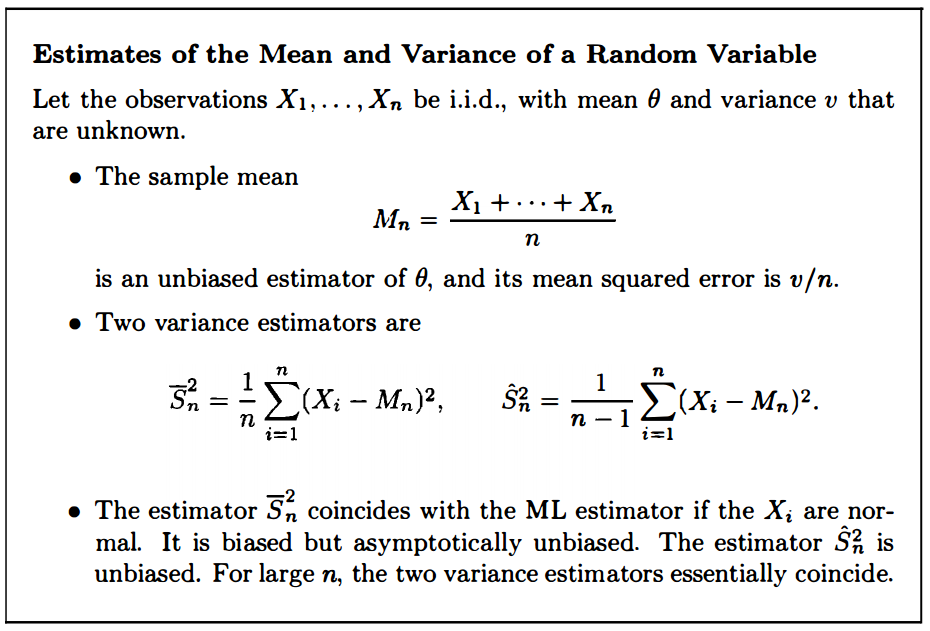 Estimates of the Mean and Variance of a Random Variable
Let the observations X₁, . . . , Xₙ be i.i.d., with mean θ and variance v that
are unknown.
• The sample mean
Mₙ = (X₁ + · · · + Xₙ) / n
is an unbiased estimator of θ, and its mean squared error is v/n.
• Two variance estimators are
S̅ₙ² = 1/n ∑ᵢ₌₁ⁿ (Xᵢ − Mₙ)², Ŝₙ² = 1/(n − 1) ∑ᵢ₌₁ⁿ (Xᵢ − Mₙ)².
• The estimator S̅ₙ² coincides with the ML estimator if the Xᵢ are nor-
mal. It is biased but asymptotically unbiased. The estimator Ŝₙ² is
unbiased. For large n, the two variance estimators essentially coincide.